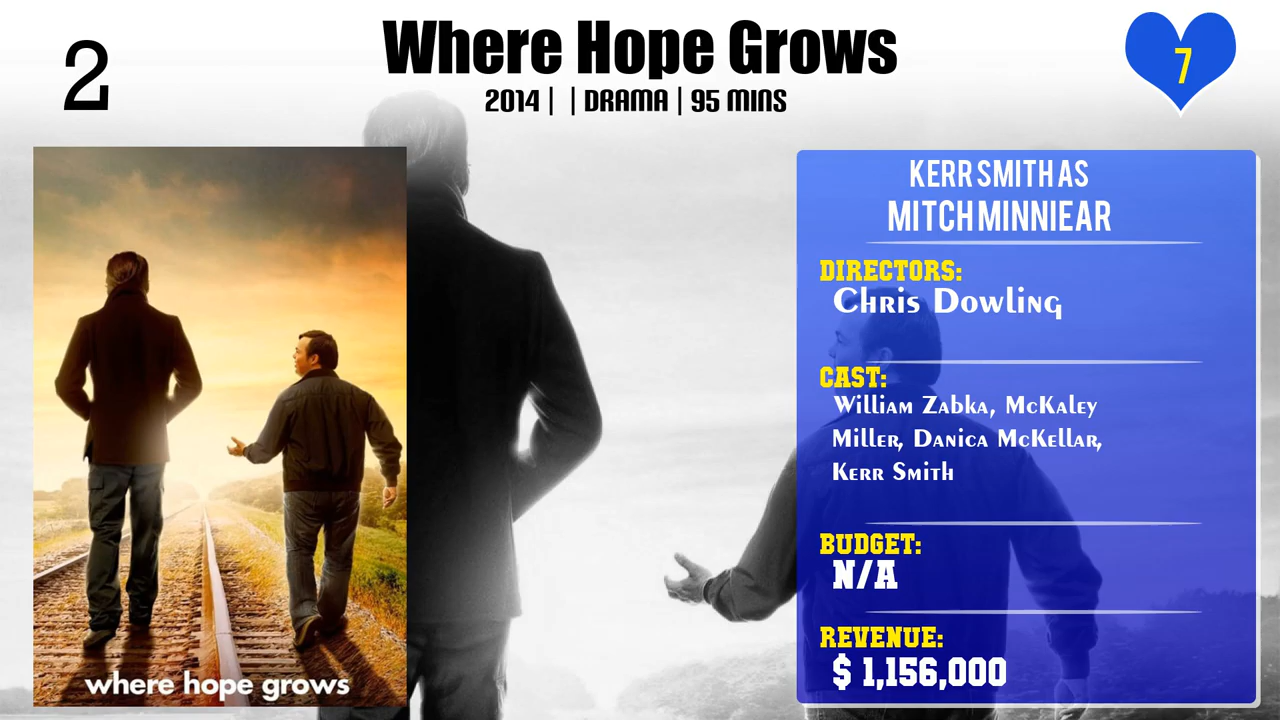 2
Where Hope Grows
2014 | | DRAMA | 95 MINS
7
where hope grows
KERR SMITH AS
MITCH MINNIEAR
DIRECTORS:
Chris Dowling
CAST:
William Zabka, McKaley
Miller, Danica McKellar,
Kerr Smith
BUDGET:
N/A
REVENUE:
$ 1,156,000